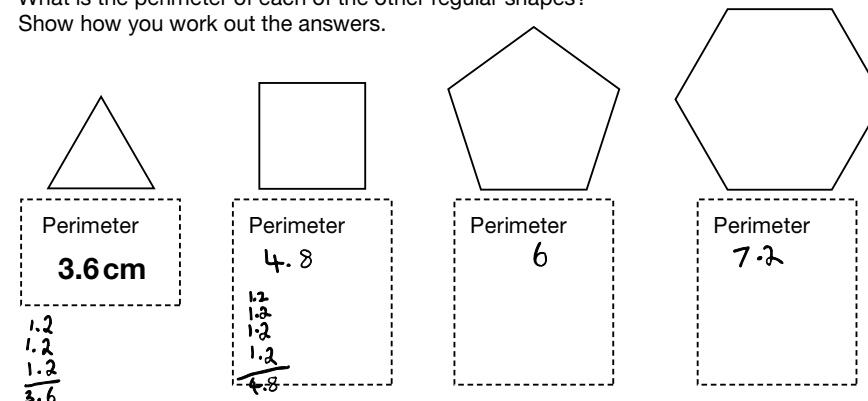 What is the perimeter of each of the other regular shapes?
Show how you work out the answers.
Perimeter
3.6 cm
1.2
1.2
1.2
3.6
Perimeter
4.8
1.2
1.2
1.2
1.2
4.8
Perimeter
6
Perimeter
7.2